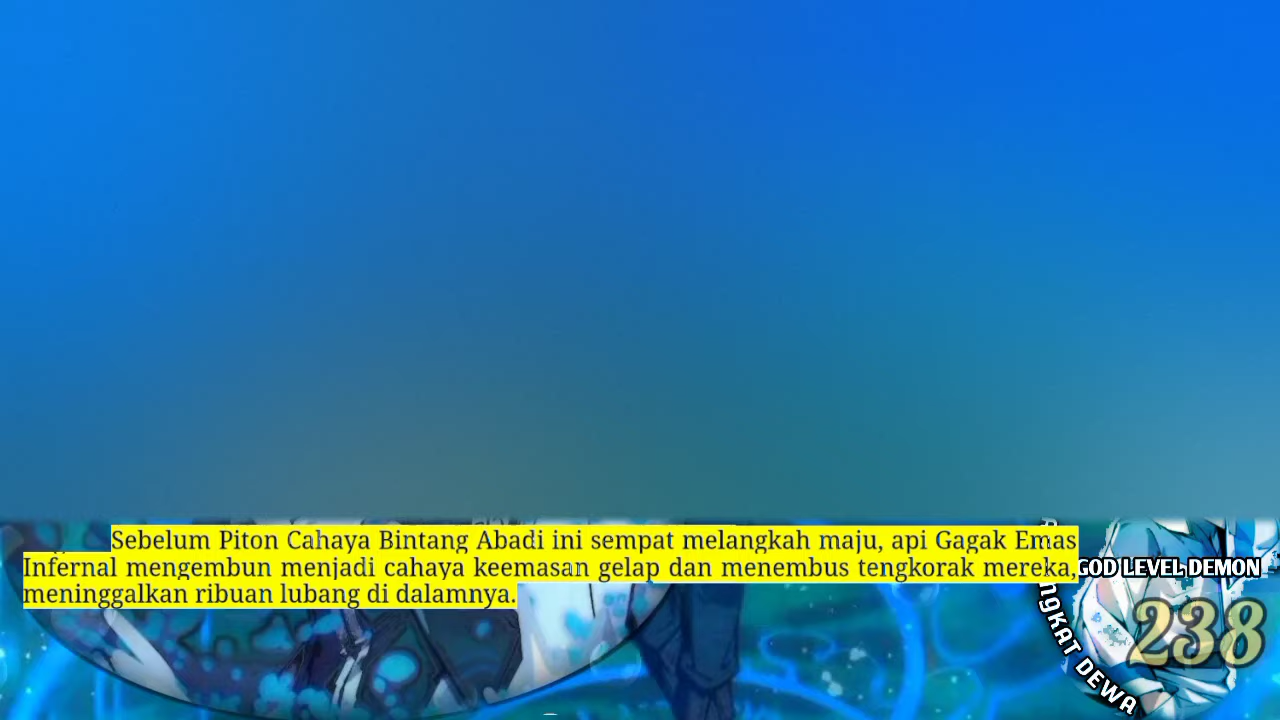 Sebelum Piton Cahaya Bintang Abadi ini sempat melangkah maju, api Gagak Emas
Infernal mengembun menjadi cahaya keemasan gelap dan menembus tengkorak mereka,
meninggalkan ribuan lubang di dalamnya.
GOD LEVEL DEMON
238
NGKAT DEWA